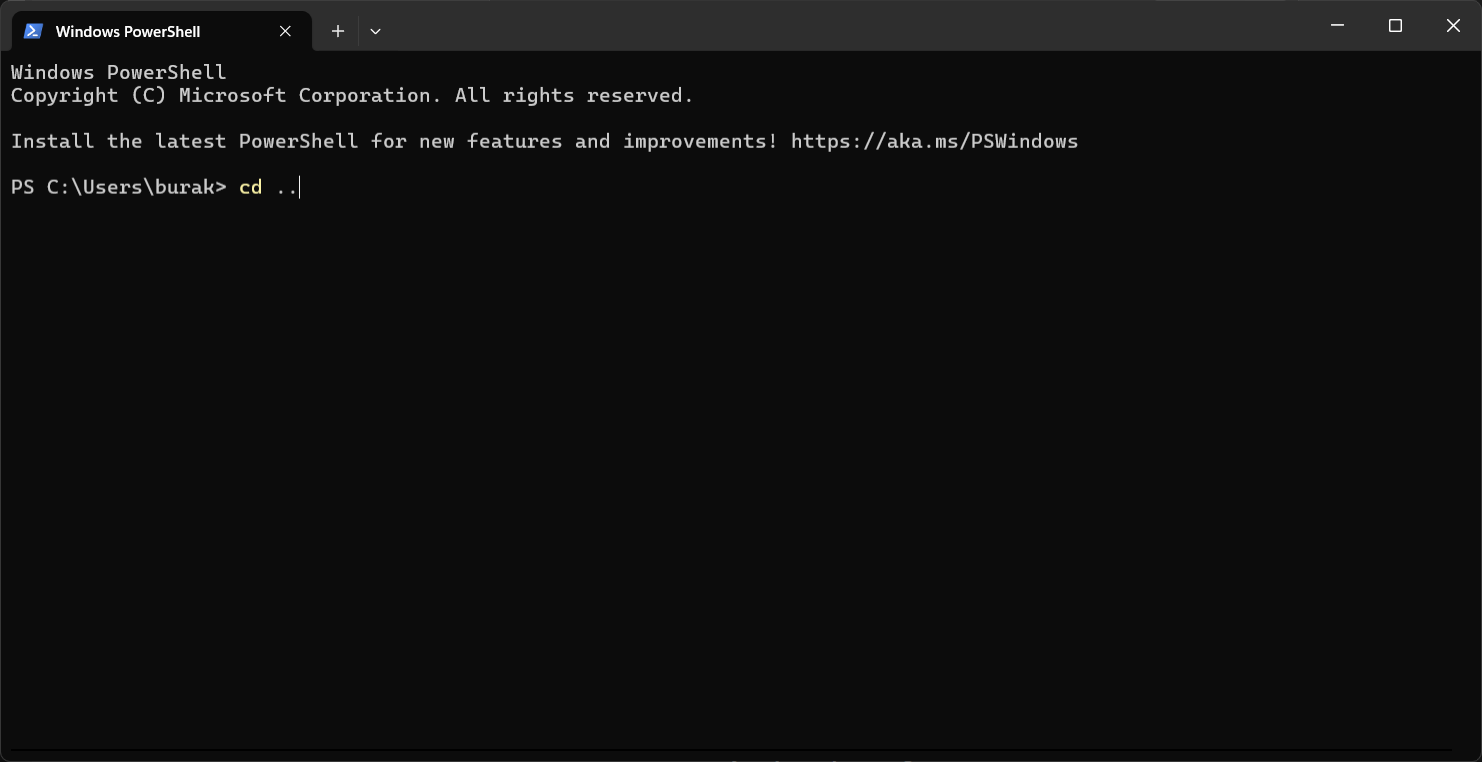 Windows PowerShell
Windows PowerShell
Copyright (C) Microsoft Corporation. All rights reserved.
Install the latest PowerShell for new features and improvements! https://aka.ms/PSWindows
PS C:\Users\burak> cd ..